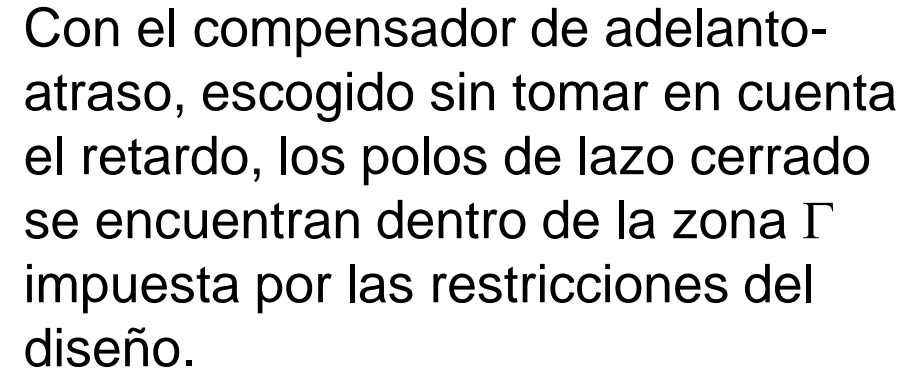 Con el compensador de adelanto-
atraso, escogido sin tomar en cuenta
el retardo, los polos de lazo cerrado
se encuentran dentro de la zona Γ
impuesta por las restricciones del
diseño.